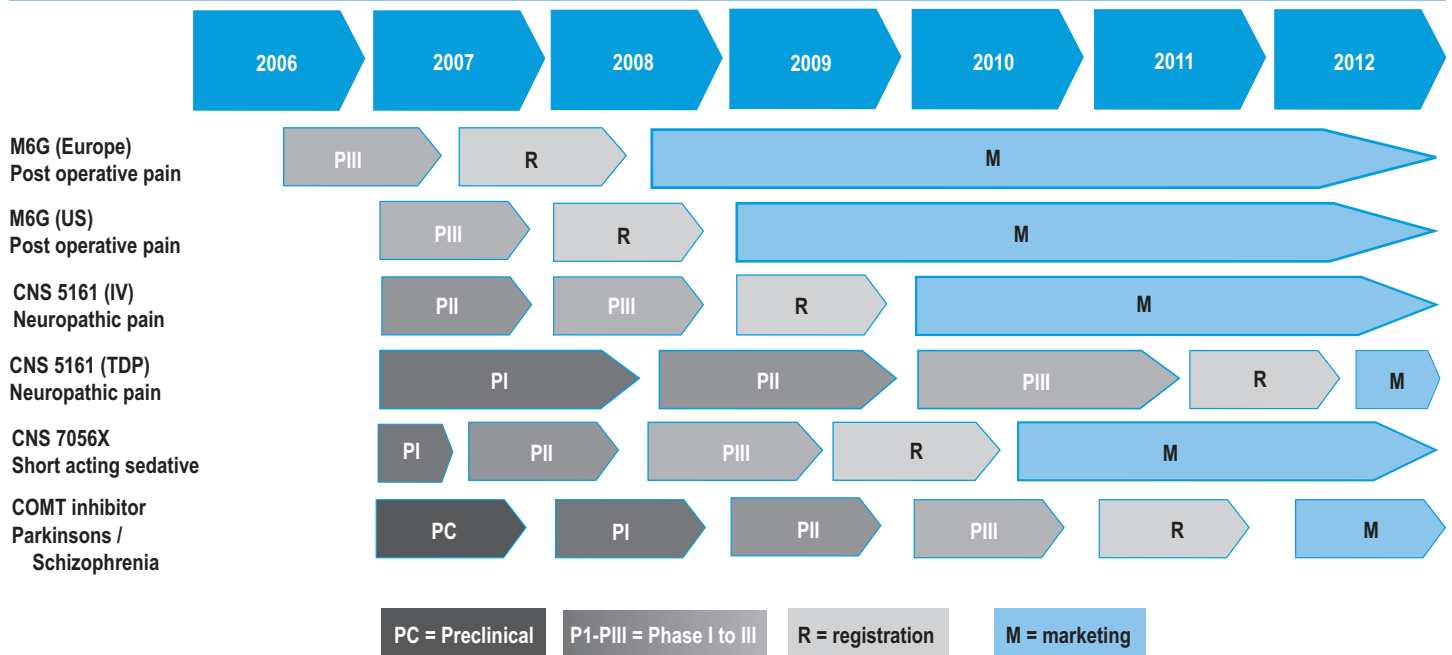 2006 2007 2008 2009 2010 2011 2012
M6G (Europe)
Post operative pain
PIII R M
M6G (US)
Post operative pain
PIII R M
CNS 5161 (IV)
Neuropathic pain
PII PIII R M
CNS 5161 (TDP)
Neuropathic pain
PI PII PIII R M
CNS 7056X
Short acting sedative
PI PII PIII R M
COMT inhibitor
Parkinsons /
Schizophrenia
PC PI PII PIII R M
PC = Preclinical P1-PIII = Phase I to III R = registration M = marketing